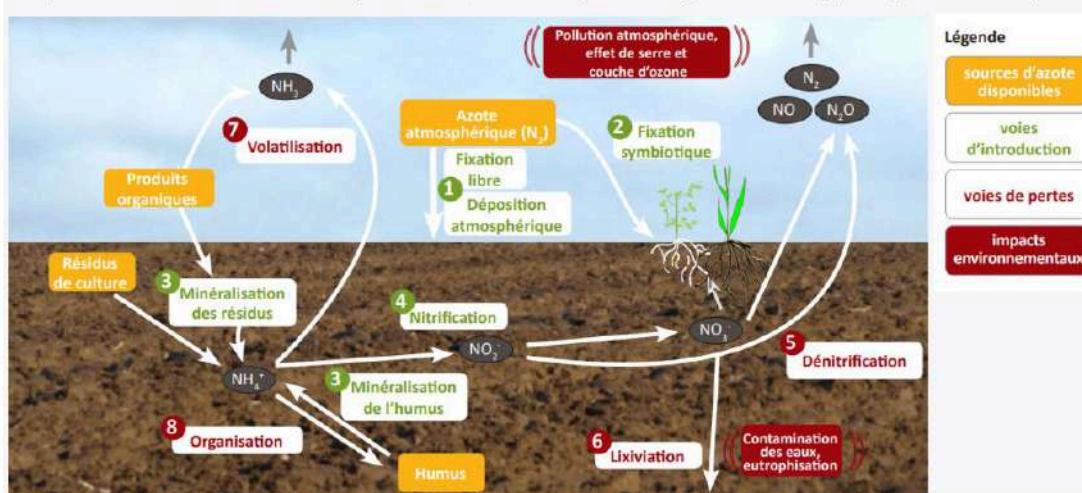 Pollution atmosphérique,
effet de serre et
couche d'ozone
N₂
NO
N₂O
NH₃
7
Volatilisation
Azote
atmosphérique (N₂)
2
Fixation
symbiotique
Fixation
libre
1
Déposition
atmosphérique
Produits
organiques
Résidus
de culture
3
Minéralisation
des résidus
4
Nitrification
NO₂⁻
NO₃⁻
5
Dénitrification
NH₄⁺
3
Minéralisation
de l'humus
8
Organisation
Humus
6
Lixiviation
Contamination
des eaux,
eutrophisation
Légende
sources d'azote
disponibles
voies
d'introduction
voies de pertes
impacts
environnementaux